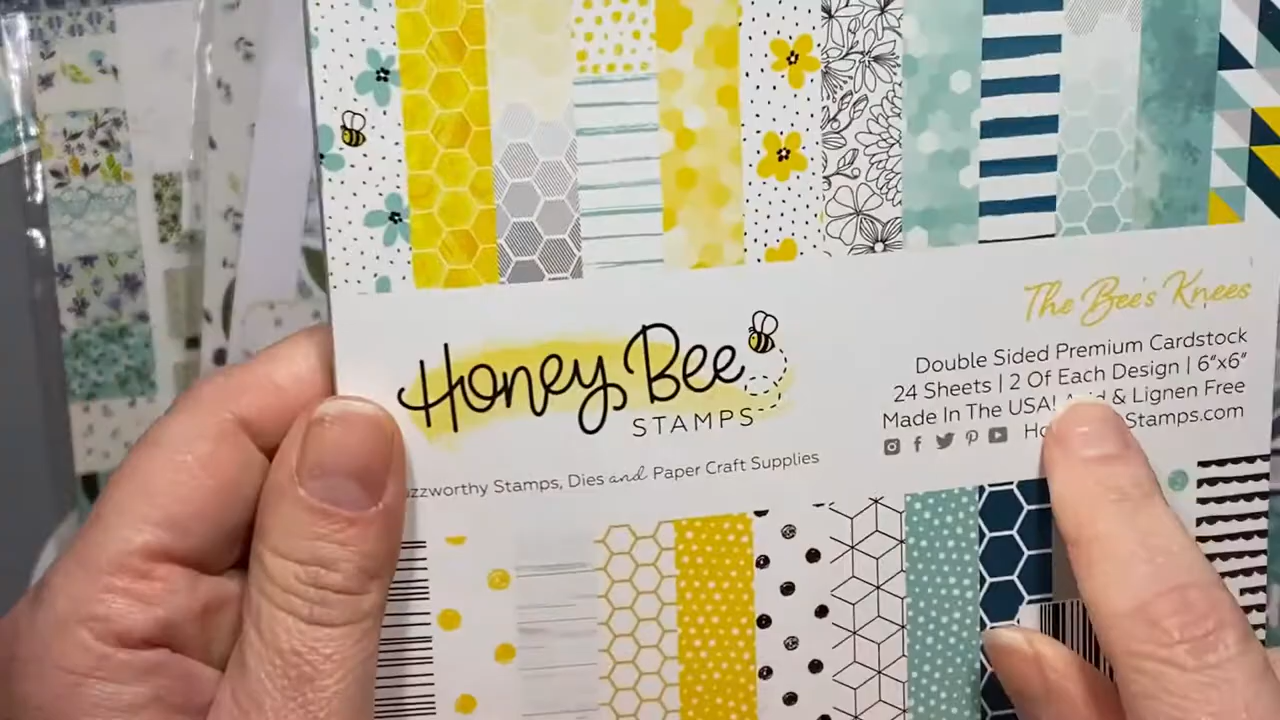 Honey Bee
STAMPS
Stamps, Dies and Paper Craft Supplies
The Bee's Knees
Double Sided Premium Cardstock
24 Sheets | 2 Of Each Design | 6"x6"
Made In The USA! & Lignen Free
Stamps.com